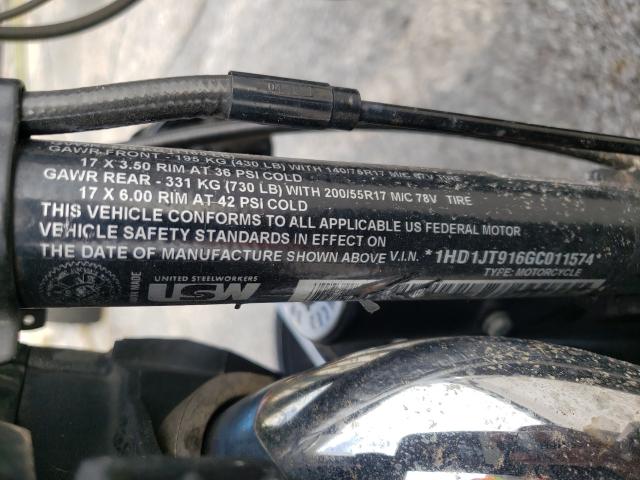 GAWR FRONT - 195 KG (430 LB) WITH 140/75R17 M/C 67V TIRE
17 X 3.50 RIM AT 36 PSI COLD
GAWR REAR - 331 KG (730 LB) WITH 200/55R17 M/C 78V TIRE
17 X 6.00 RIM AT 42 PSI COLD
THIS VEHICLE CONFORMS TO ALL APPLICABLE US FEDERAL MOTOR
VEHICLE SAFETY STANDARDS IN EFFECT ON
THE DATE OF MANUFACTURE SHOWN ABOVE V.I.N. *1HD1JT916GC011574*
TYPE: MOTORCYCLE
MADE
UNITED STEELWORKERS
USW